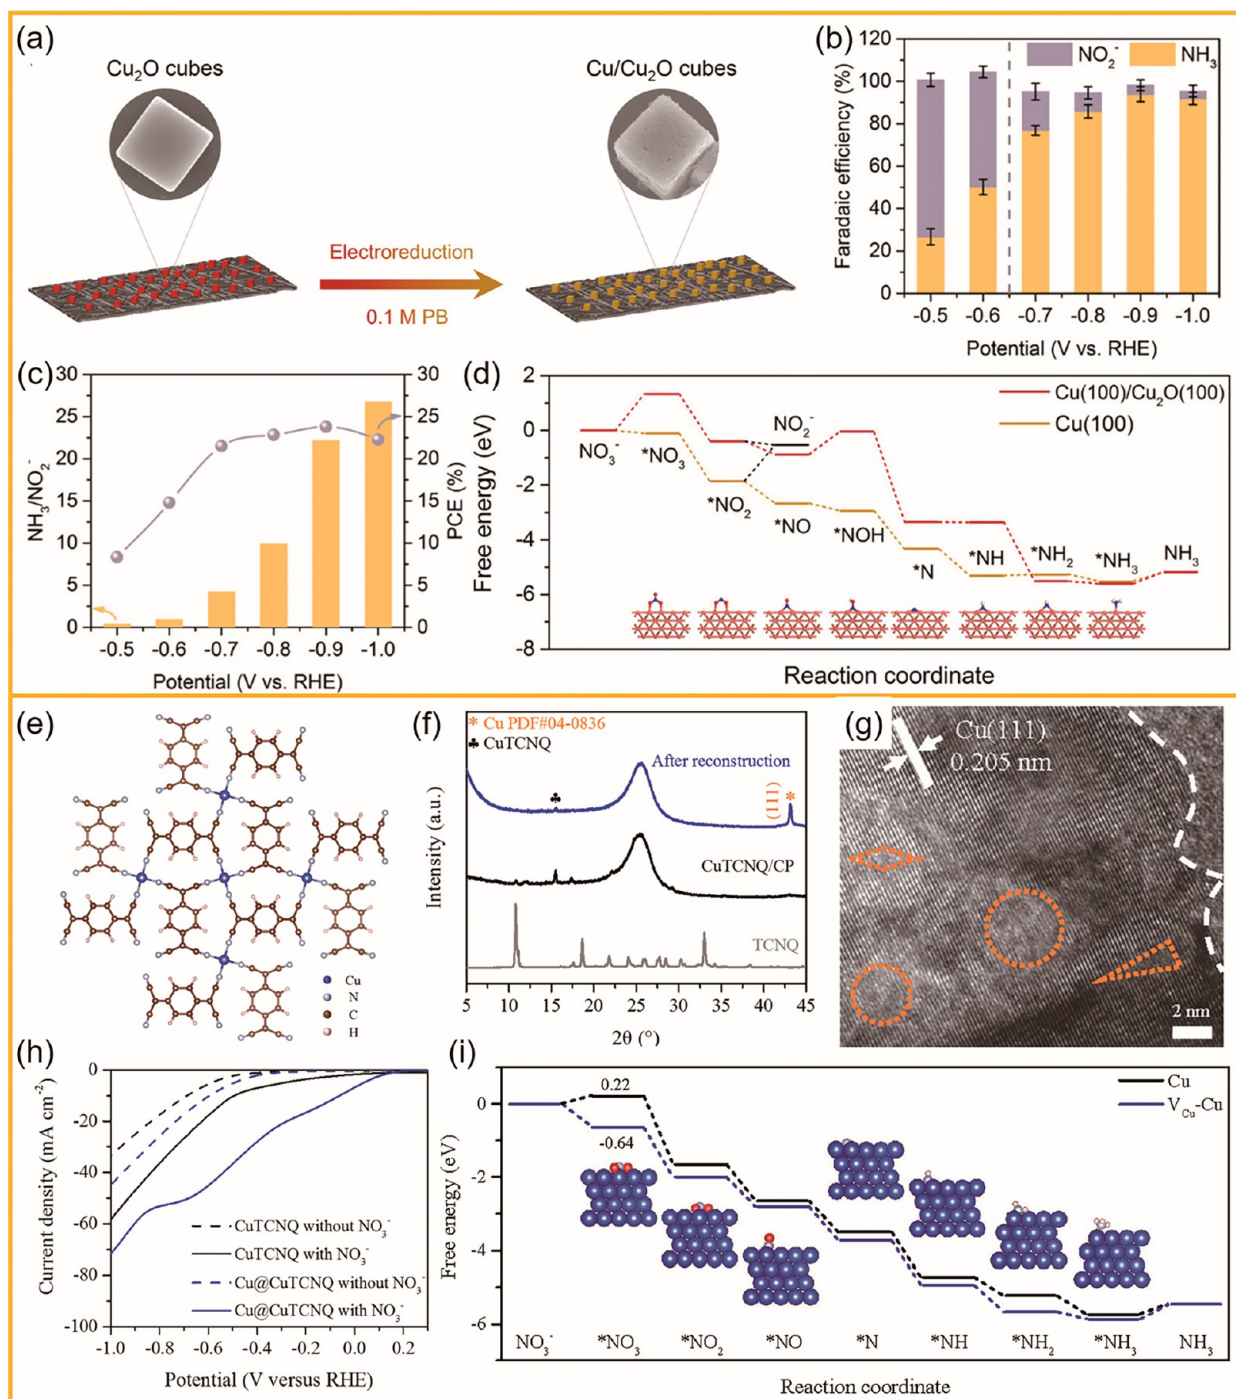 (a)
Cu₂O cubes
Cu/Cu₂O cubes
Electroreduction
0.1 M PB
(b)
NO₂⁻
NH₃
Faradaic efficiency (%)
120
100
80
60
40
20
0
-0.5 -0.6 -0.7 -0.8 -0.9 -1.0
Potential (V vs. RHE)
(c)
NH₃/NO₂⁻
30
25
20
15
10
5
0
30
25
20
15
10
5
0
PCE (%)
-0.5 -0.6 -0.7 -0.8 -0.9 -1.0
Potential (V vs. RHE)
(d)
Free energy (eV)
2
0
-2
-4
-6
-8
Cu(100)/Cu₂O(100)
Cu(100)
NO₃⁻
*NO₃
*NO₂
NO₂⁻
*NO
*NOH
*N
*NH
*NH₂
*NH₃
NH₃
Reaction coordinate
(e)
Cu
N
C
H
(f)
* Cu PDF#04-0836
♣ CuTCNQ
After reconstruction
(111)
*
♣
CuTCNQ/CP
TCNQ
Intensity (a.u.)
5 10 15 20 25 30 35 40 45
2θ (°)
(g)
Cu(111)
0.205 nm
2 nm
(h)
Current density (mA cm⁻²)
0
-20
-40
-60
-80
-100
CuTCNQ without NO₃⁻
CuTCNQ with NO₃⁻
Cu@CuTCNQ without NO₃⁻
Cu@CuTCNQ with NO₃⁻
-1.0 -0.8 -0.6 -0.4 -0.2 0.0 0.2
Potential (V versus RHE)
(i)
Free energy (eV)
0
-2
-4
-6
0.22
-0.64
Cu
V_Cu-Cu
NO₃⁻ *NO₃ *NO₂ *NO *N *NH *NH₂ *NH₃ NH₃
Reaction coordinate